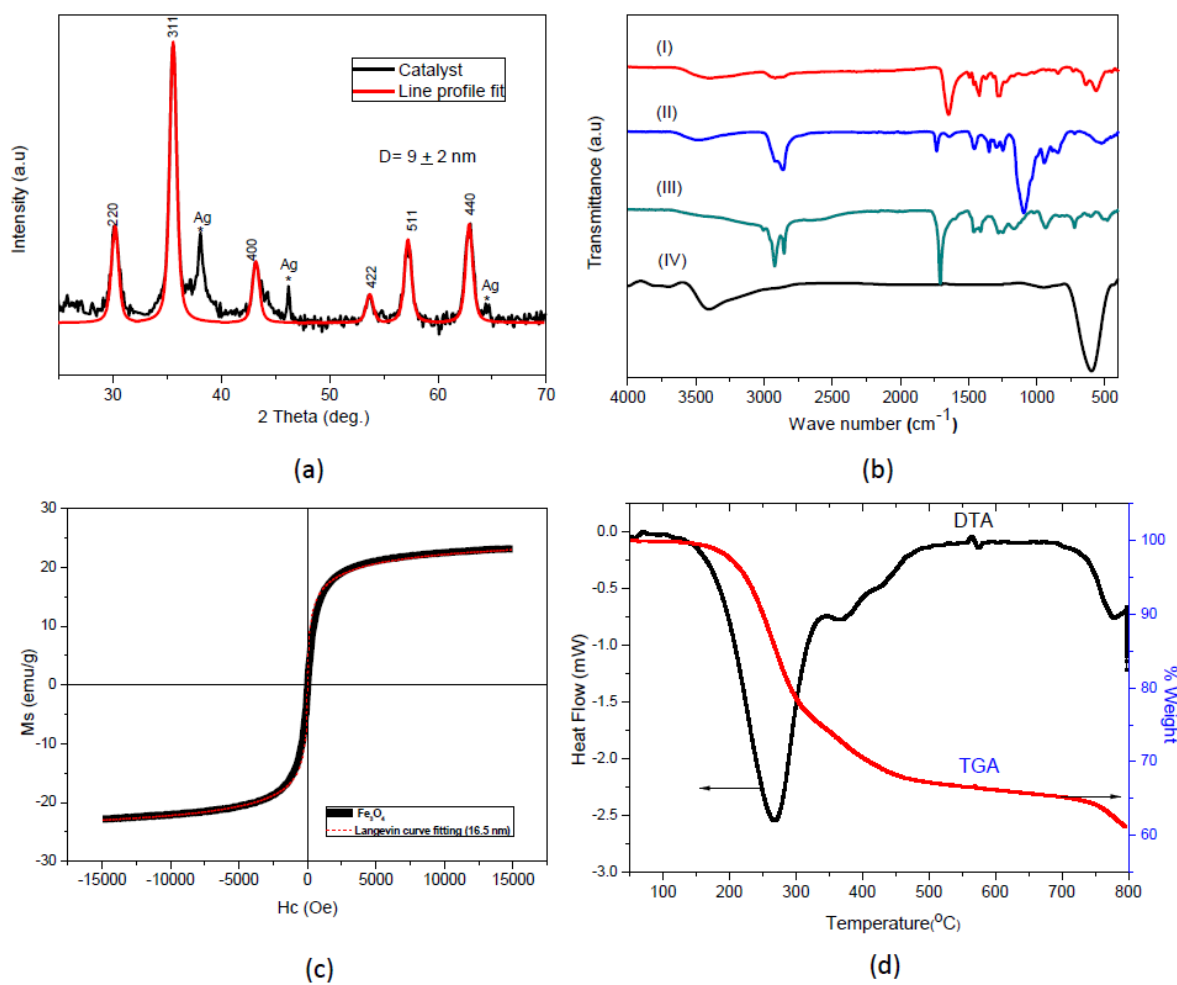 311
Catalyst
Line profile fit
D= 9 ± 2 nm
220
Ag
*
400
Ag
*
422
511
440
Ag
*
Intensity (a.u)
30 40 50 60 70
2 Theta (deg.)
(a)
(I)
(II)
(III)
(IV)
Transmittance (a.u)
4000 3500 3000 2500 2000 1500 1000 500
Wave number (cm-1)
(b)
30
20
10
0
-10
-20
-30
Ms (emu/g)
Fe3O4
Langevin curve fitting (16.5 nm)
-15000 -10000 -5000 0 5000 10000 15000
Hc (Oe)
(c)
DTA
TGA
0.0
-0.5
-1.0
-1.5
-2.0
-2.5
-3.0
Heat Flow (mW)
100
90
80
70
60
% Weight
100 200 300 400 500 600 700 800
Temperature(oC)
(d)